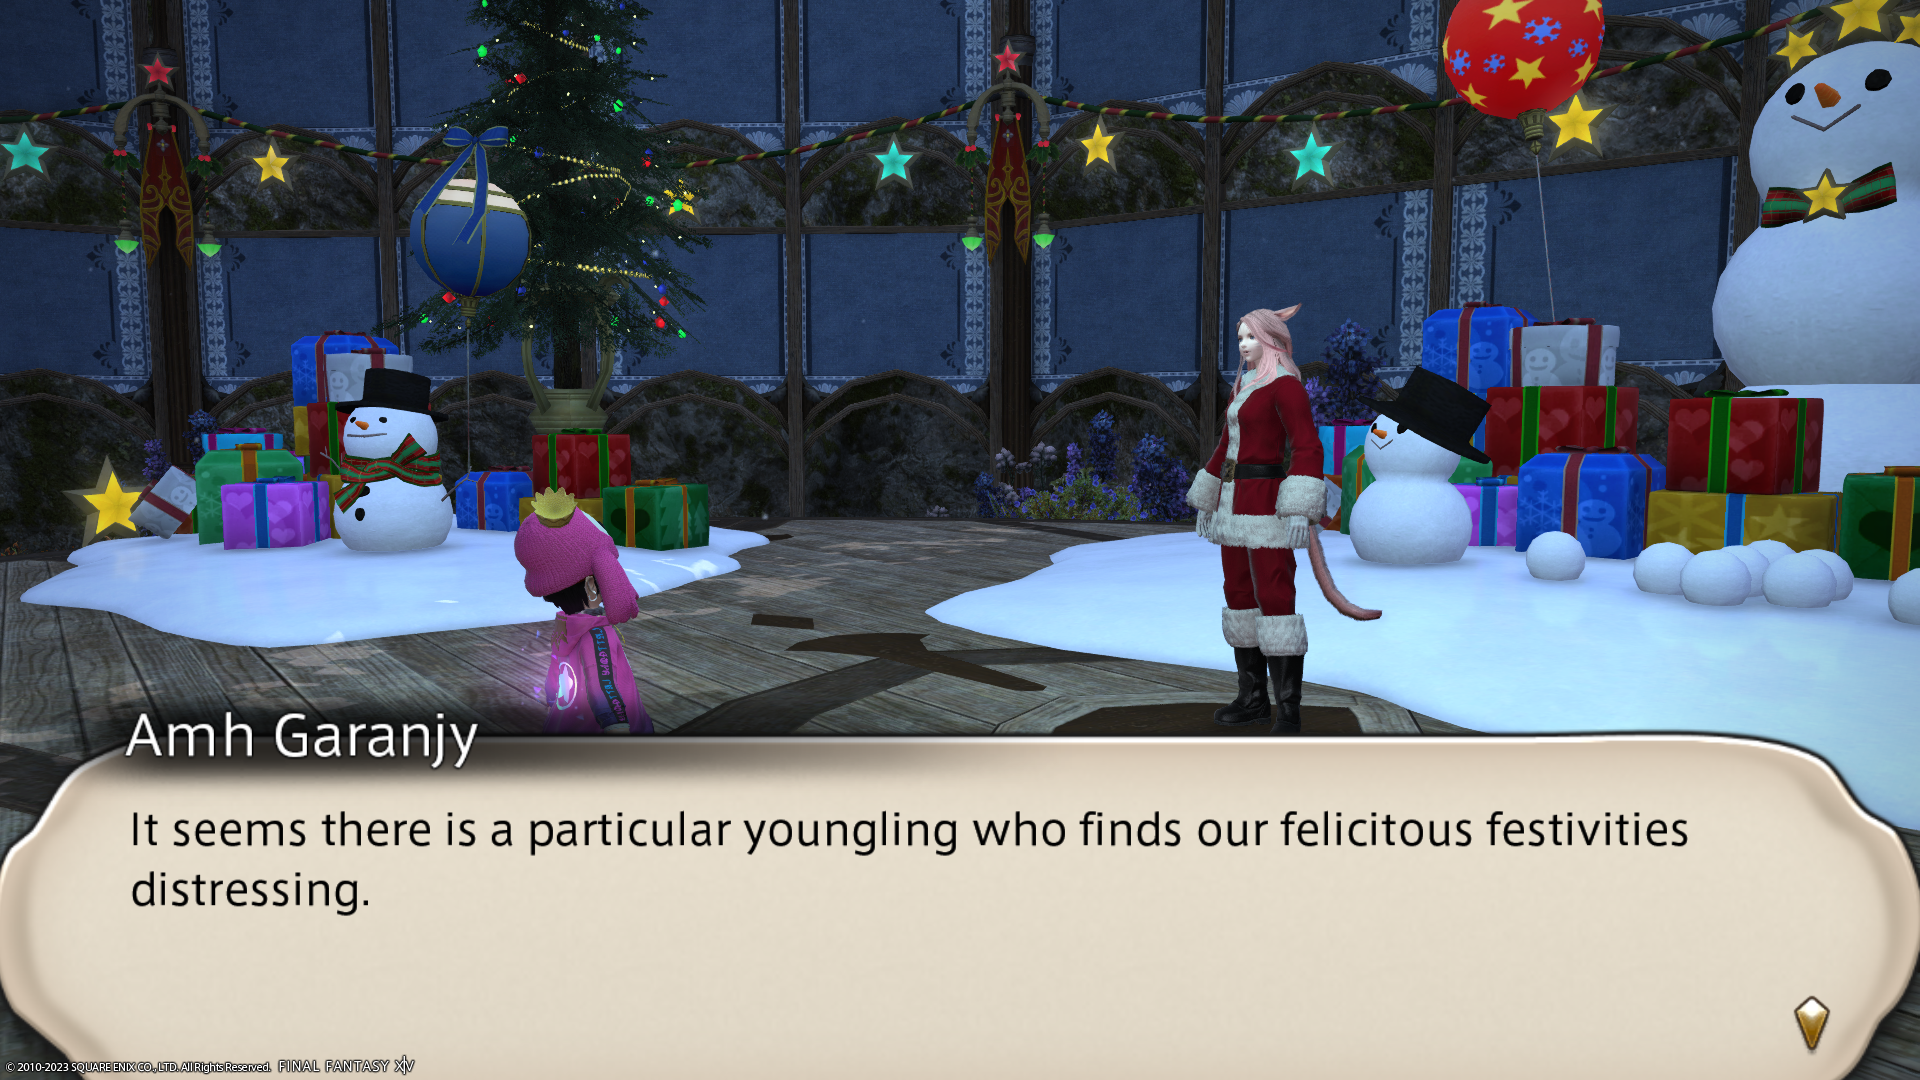 Amh Garanjy
It seems there is a particular youngling who finds our felicitous festivities
distressing.
© 2010-2023 SQUARE ENIX CO., LTD. All Rights Reserved. FINAL FANTASY XIV